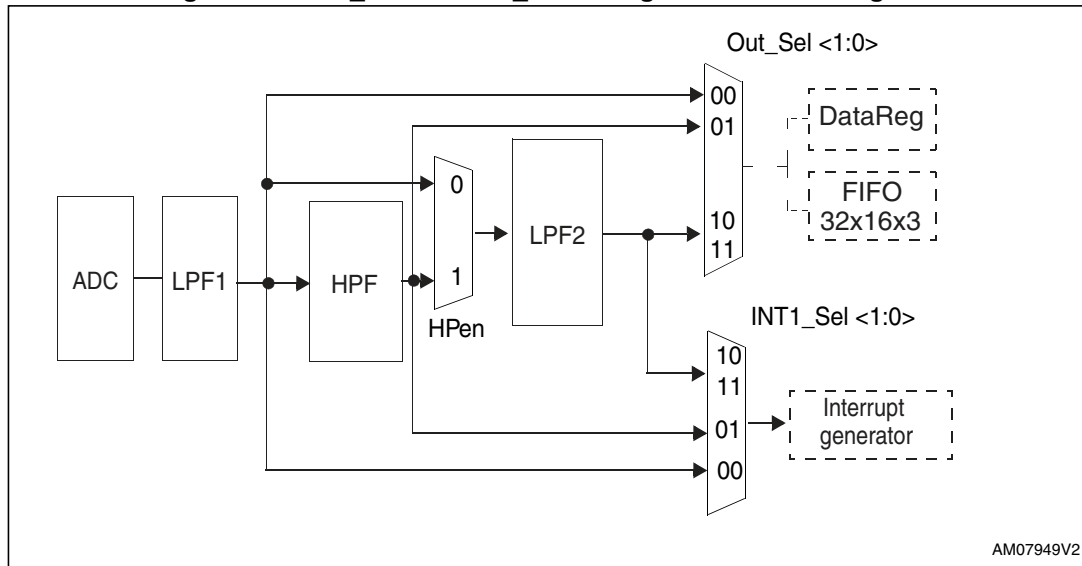 Out_Sel <1:0>
00
01
10
11
DataReg
FIFO
32x16x3
ADC
LPF1
HPF
0
1
HPen
LPF2
INT1_Sel <1:0>
10
11
01
00
Interrupt
generator
AM07949V2